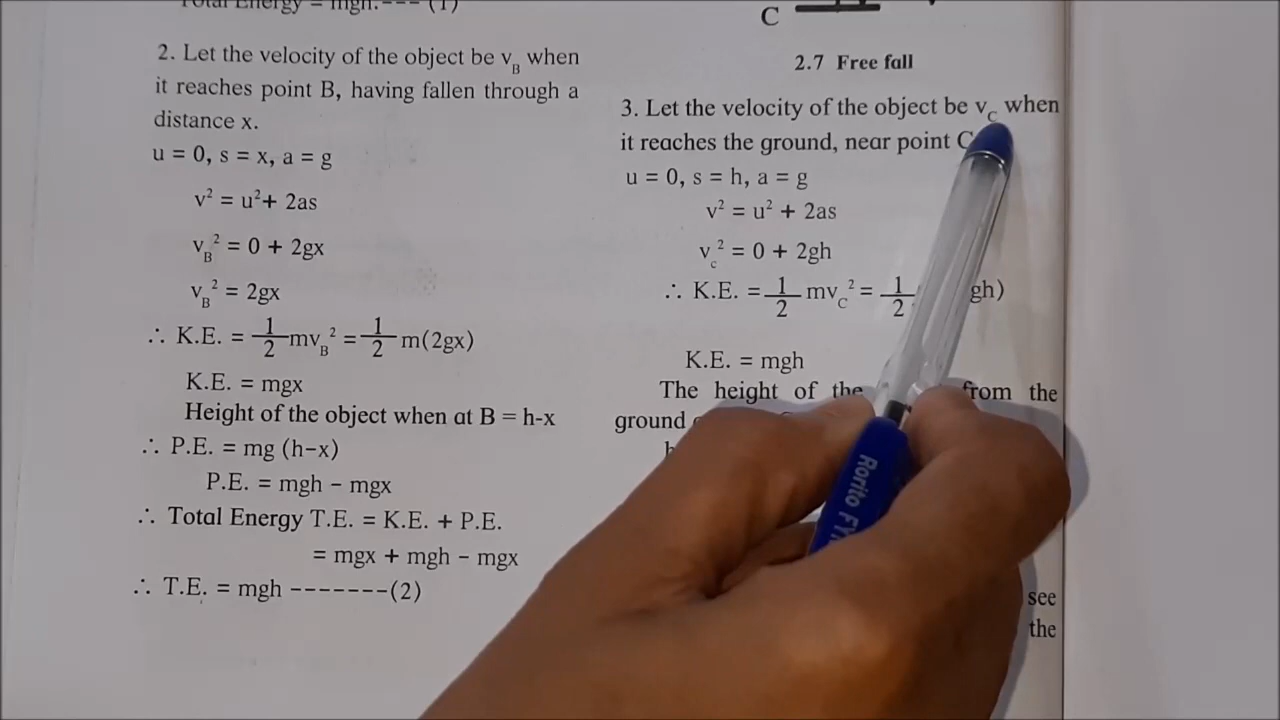 Total Energy = mgh.--- (1)
2. Let the velocity of the object be v_B when
it reaches point B, having fallen through a
distance x.
u = 0, s = x, a = g
v² = u²+ 2as
v_B² = 0 + 2gx
v_B² = 2gx
∴ K.E. = 1/2 mv_B² = 1/2 m(2gx)
K.E. = mgx
Height of the object when at B = h-x
∴ P.E. = mg (h-x)
P.E. = mgh - mgx
∴ Total Energy T.E. = K.E. + P.E.
= mgx + mgh - mgx
∴ T.E. = mgh -------(2)
C
2.7 Free fall
3. Let the velocity of the object be v_C when
it reaches the ground, near point C
u = 0, s = h, a = g
v² = u² + 2as
v_c² = 0 + 2gh
∴ K.E. = 1/2 mv_C² = 1/2 gh)
K.E. = mgh
The height of the from the
ground
see
the
Rorito